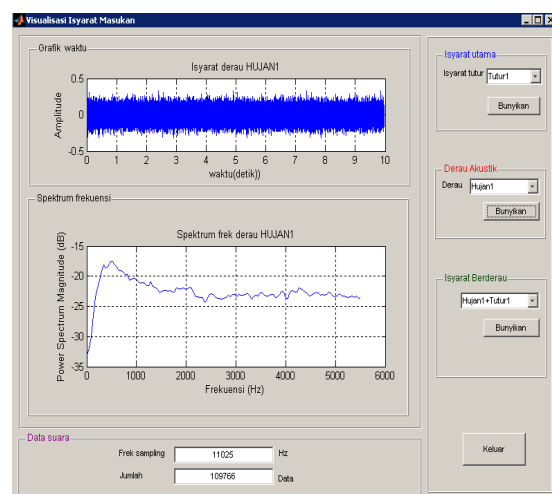 Visualisasi Isyarat Masukan
Grafik waktu
Isyarat derau HUJAN1
Amplitude
0.5
0
-0.5
0 1 2 3 4 5 6 7 8 9 10
waktu(detik))
Spektrum frekuensi
Spektrum frek derau HUJAN1
Power Spectrum Magnitude (dB)
-15
-20
-25
-30
-35
0 1000 2000 3000 4000 5000 6000
Frekuensi (Hz)
Data suara
Frek sampling 11025 Hz
Jumlah 109766 Data
Isyarat utama
Isyarat tutur Tutur1
Bunyikan
Derau Akustik
Derau Hujan1
Bunyikan
Isyarat Berderau
Hujan1+Tutur1
Bunyikan
Keluar